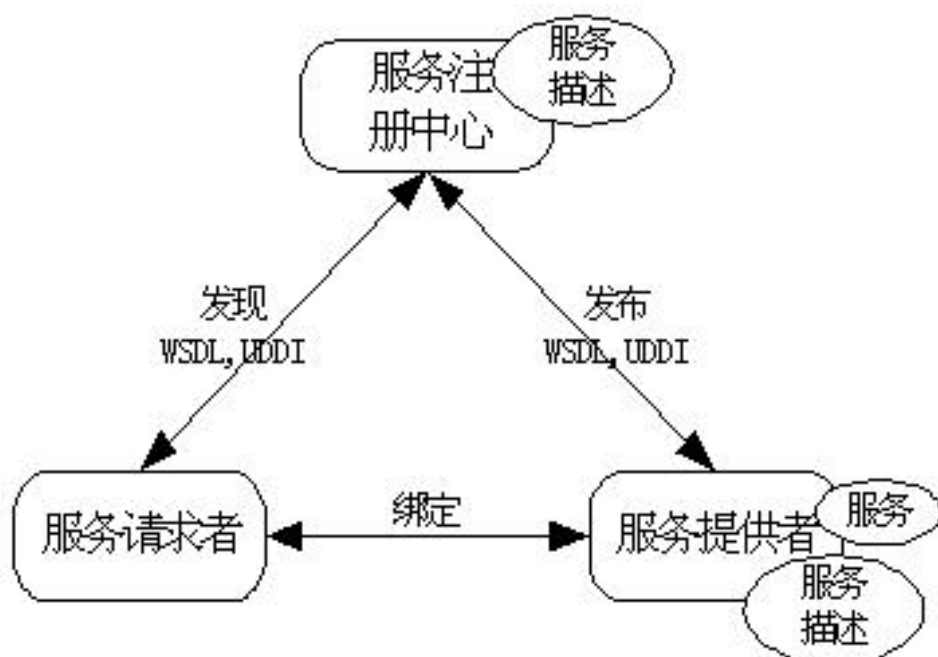 服务
描述
服务注
册中心
发现
WSDL,UDDI
发布
WSDL,UDDI
服务请求者
绑定
服务提供者
服务
服务
描述